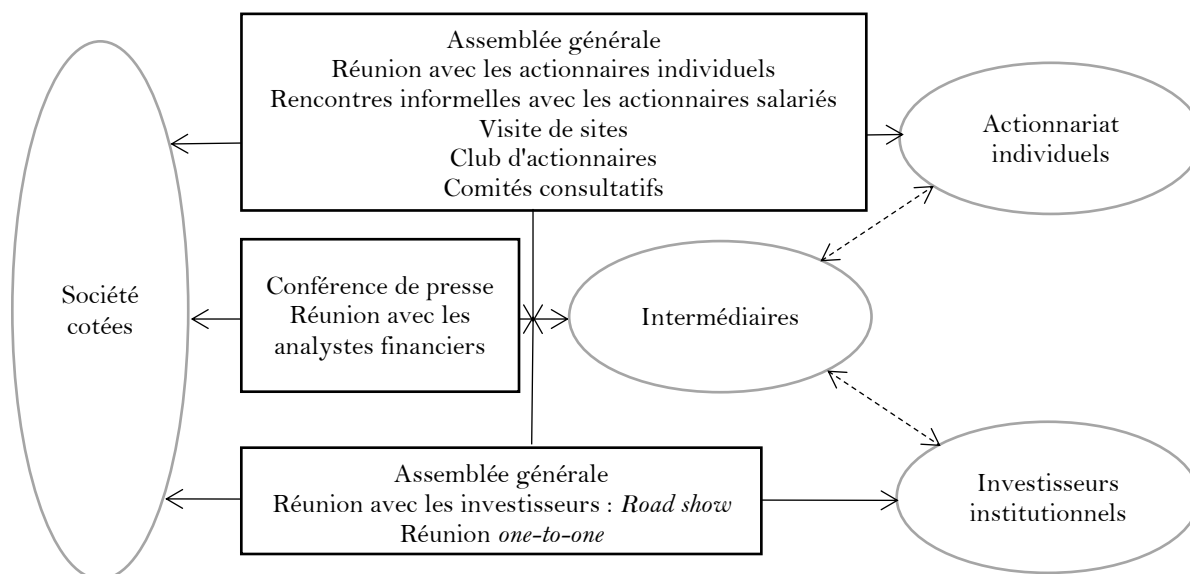 Assemblée générale
Réunion avec les actionnaires individuels
Rencontres informelles avec les actionnaires salariés
Visite de sites
Club d'actionnaires
Comités consultatifs
Actionnariat
individuels
Société
cotées
Conférence de presse
Réunion avec les
analystes financiers
Intermédiaires
Assemblée générale
Réunion avec les investisseurs : Road show
Réunion one-to-one
Investisseurs
institutionnels